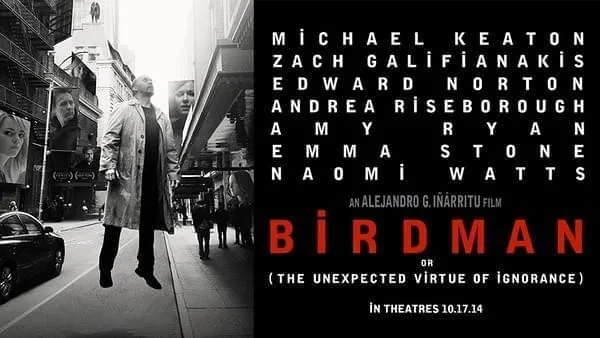 MiCHAEL KEATON
ZACH GALiFiANAKiS
EDWARD NORTON
ANDREA RiSEBOROUGH
AMY RYAN
EMMA STONE
NAOMi WATTS
AN ALEJANDRO G. IÑÁRRITU FILM
BiRDMAN
OR
(THE UNEXPECTED ViRTUE OF iGNORANCE)
iN THEATRES 10.17.14